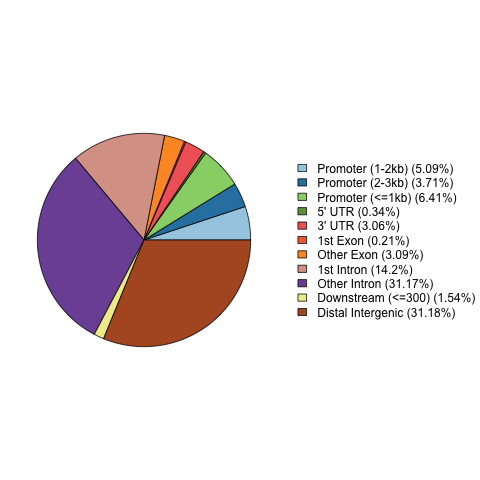 Promoter (1-2kb) (5.09%)
Promoter (2-3kb) (3.71%)
Promoter (<=1kb) (6.41%)
5' UTR (0.34%)
3' UTR (3.06%)
1st Exon (0.21%)
Other Exon (3.09%)
1st Intron (14.2%)
Other Intron (31.17%)
Downstream (<=300) (1.54%)
Distal Intergenic (31.18%)